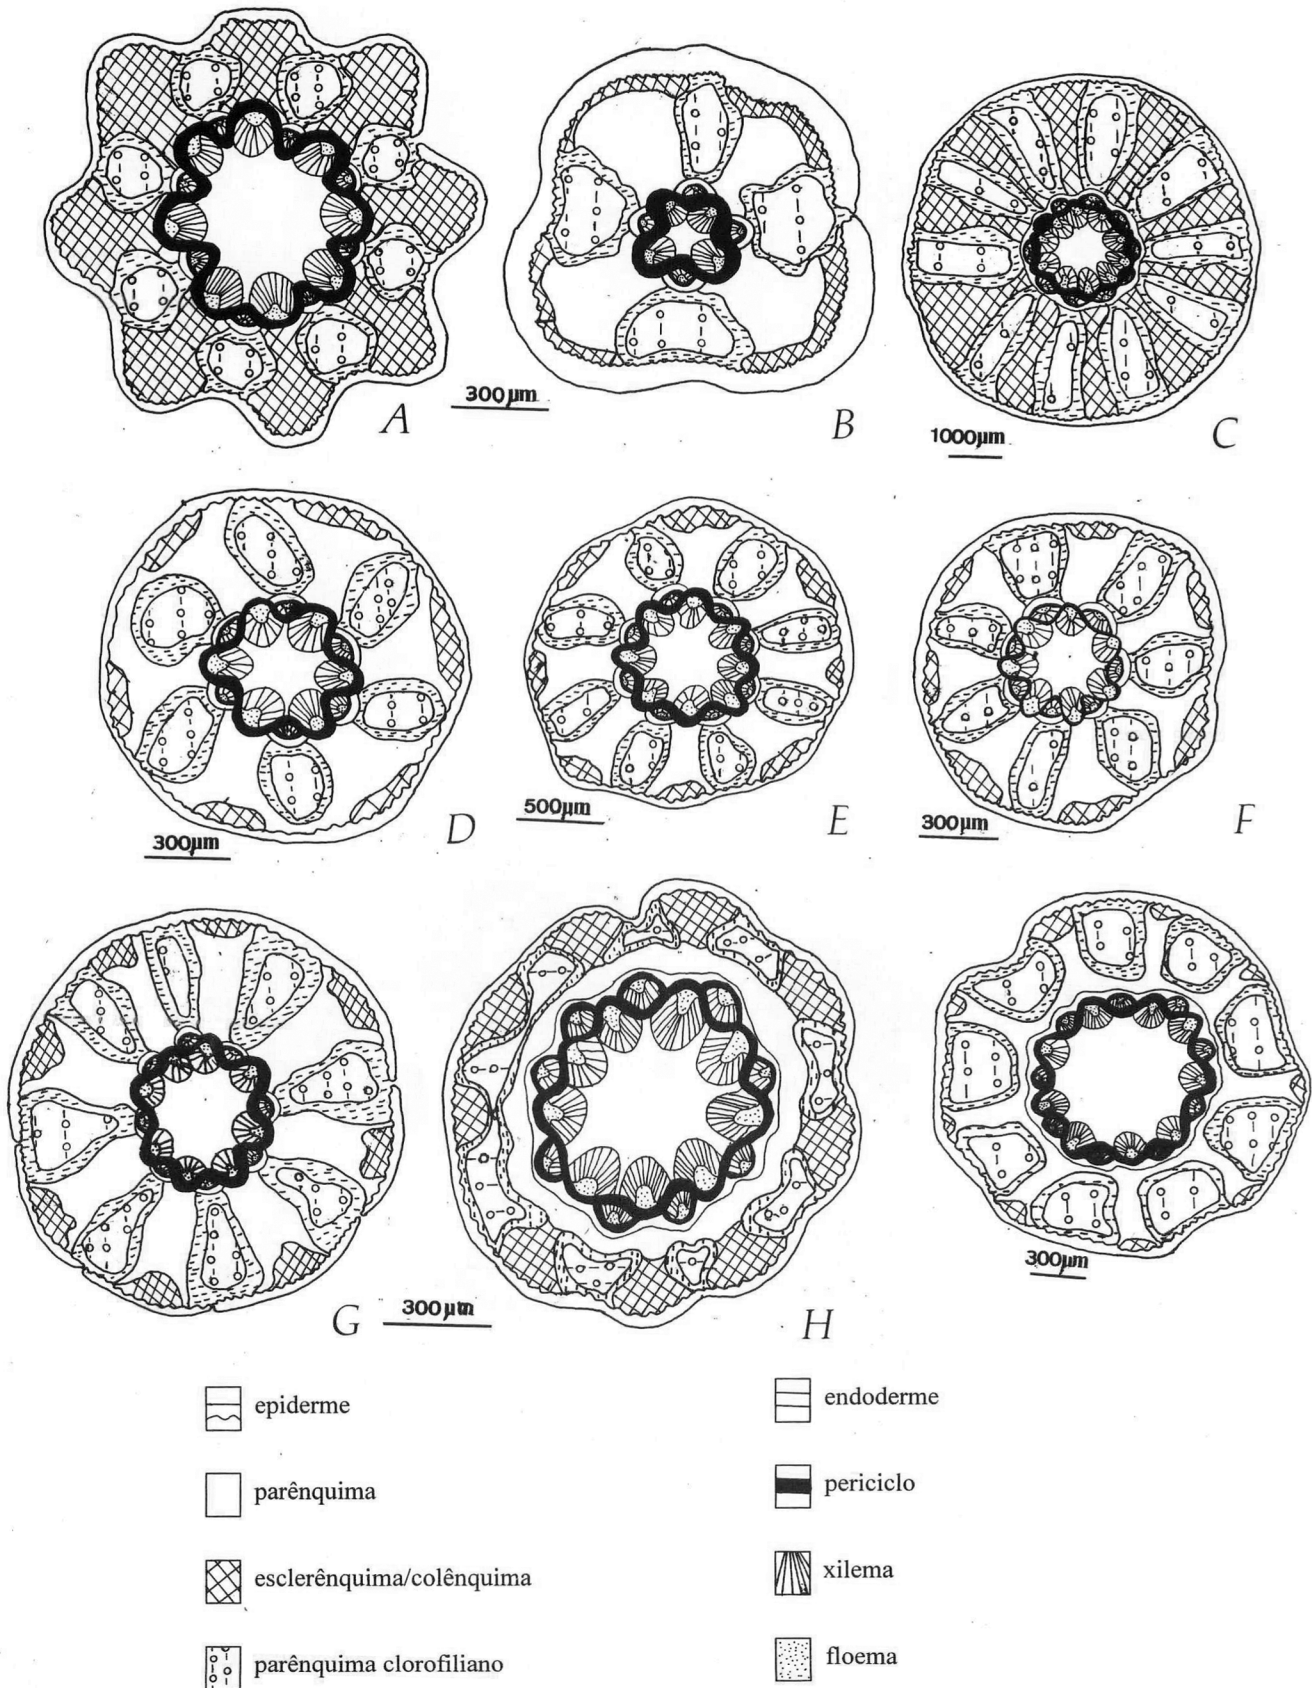 A
300µm
B
1000µm
C
300µm
D
500µm
E
300µm
F
G
300µm
H
300µm
epiderme
parênquima
esclerênquima/colênquima
parênquima clorofiliano
endoderme
periciclo
xilema
floema